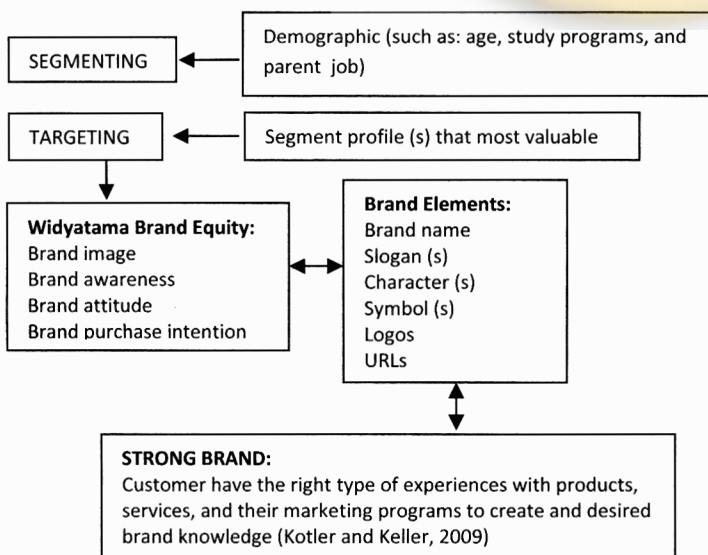 SEGMENTING
Demographic (such as: age, study programs, and
parent job)
TARGETING
Segment profile (s) that most valuable
Widyatama Brand Equity:
Brand image
Brand awareness
Brand attitude
Brand purchase intention
Brand Elements:
Brand name
Slogan (s)
Character (s)
Symbol (s)
Logos
URLs
STRONG BRAND:
Customer have the right type of experiences with products,
services, and their marketing programs to create and desired
brand knowledge (Kotler and Keller, 2009)